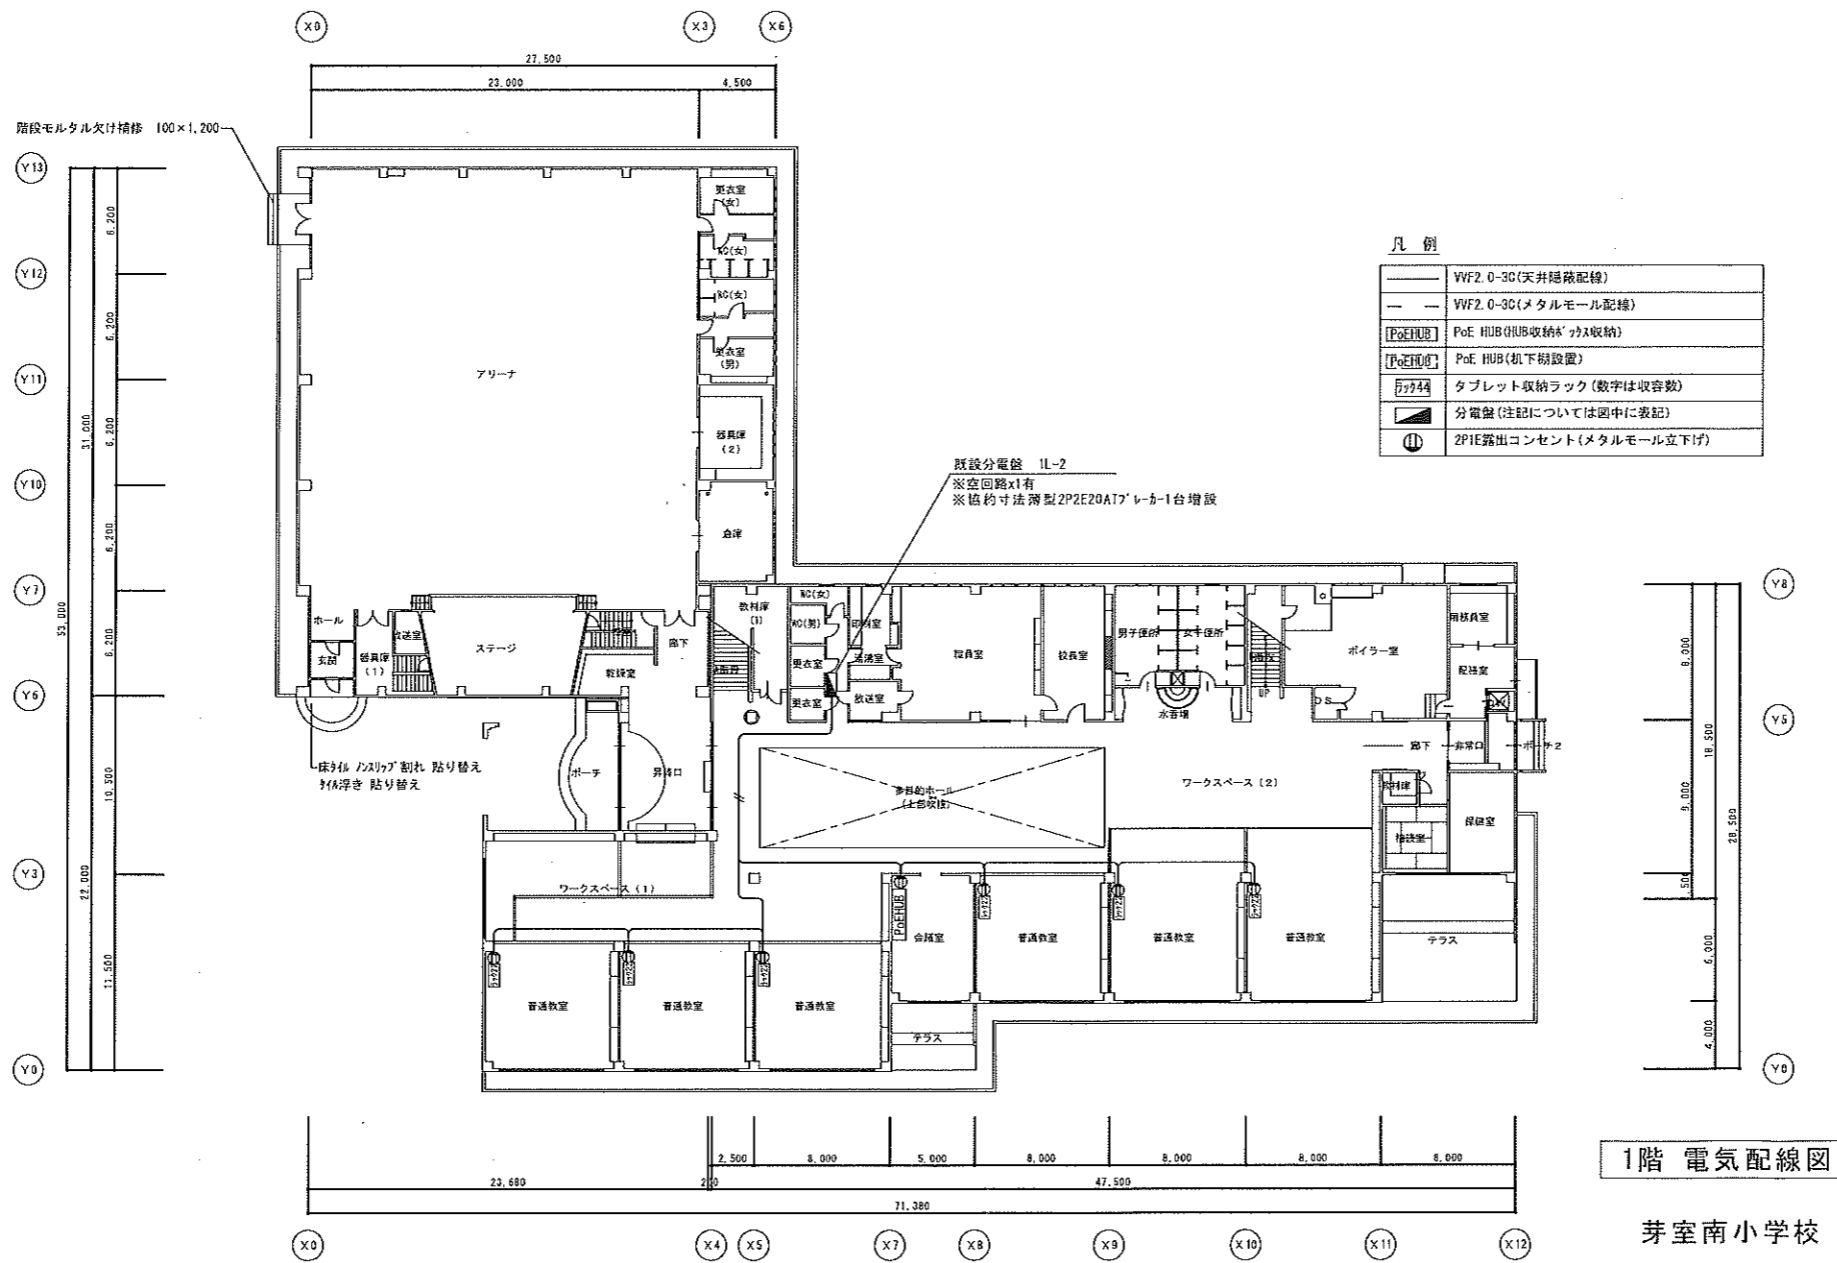 X0
X3
X6
27,500
23,000
4,500
階段モルタル欠け補修 100×1,200
Y13
Y12
Y11
Y10
Y7
Y6
Y3
Y0
6,200
6,200
6,200
6,200
6,200
31,000
53,000
10,500
22,000
11,500
更衣室
(女)
WC(女)
WC(女)
更衣室
(男)
アリーナ
器具庫
(2)
倉庫
凡 例
VVF2.0-3C(天井隠蔽配線)
VVF2.0-3C(メタルモール配線)
PoEHUB
PoE HUB(HUB収納ボックス収納)
PoEHUB
PoE HUB(机下棚設置)
ラック44
タブレット収納ラック(数字は収容数)
分電盤(注記については図中に表記)
2P1E露出コンセント(メタルモール立下げ)
既設分電盤 1L-2
※空回路x1有
※協約寸法薄型2P2E20ATブレーカー1台増設
ホール
放送室
玄関
器具庫
(1)
ステージ
廊下
乾燥室
教材庫
WC(女)
WC(男)
印刷室
更衣室
更衣室
放送室
職員室
校長室
男子便所
女子便所
水呑場
UP
ボイラー室
DS
用務員室
配膳室
Y8
Y5
Y0
8,000
9,000
500
6,000
4,000
18,500
28,500
床タイル ノンスリップ割れ 貼り替え
タイル浮き 貼り替え
ポーチ
昇降口
多目的ホール
(上部吹抜)
ワークスペース(2)
廊下
非常口
ポーチ2
教材庫
相談室
保健室
ワークスペース(1)
PoEHUB
会議室
普通教室
普通教室
普通教室
テラス
普通教室
普通教室
普通教室
テラス
2,500
8,000
5,000
8,000
8,000
8,000
8,000
23,680
200
47,500
71,380
X0
X4
X5
X7
X8
X9
X10
X11
X12
1階 電気配線図
芽室南小学校